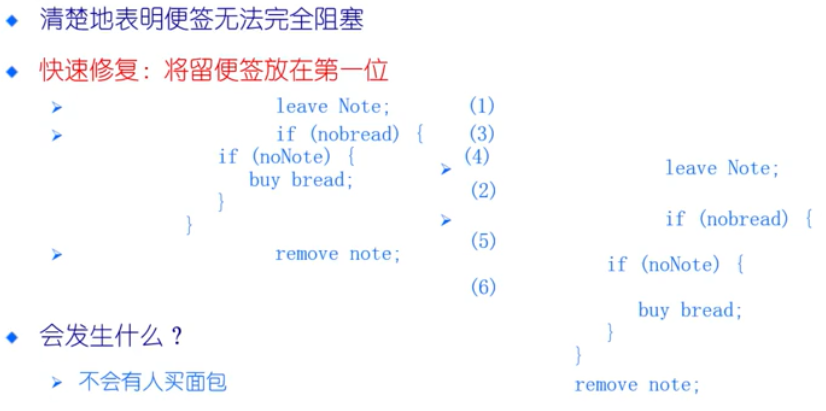 清楚地表明便签无法完全阻塞
快速修复：将留便签放在第一位
leave Note;
if (nobread) {
if (noNote) {
buy bread;
}
}
remove note;
(1)
(3)
(4)
(2)
(5)
(6)
leave Note;
if (nobread) {
if (noNote) {
buy bread;
}
}
remove note;
会发生什么？
不会有人买面包